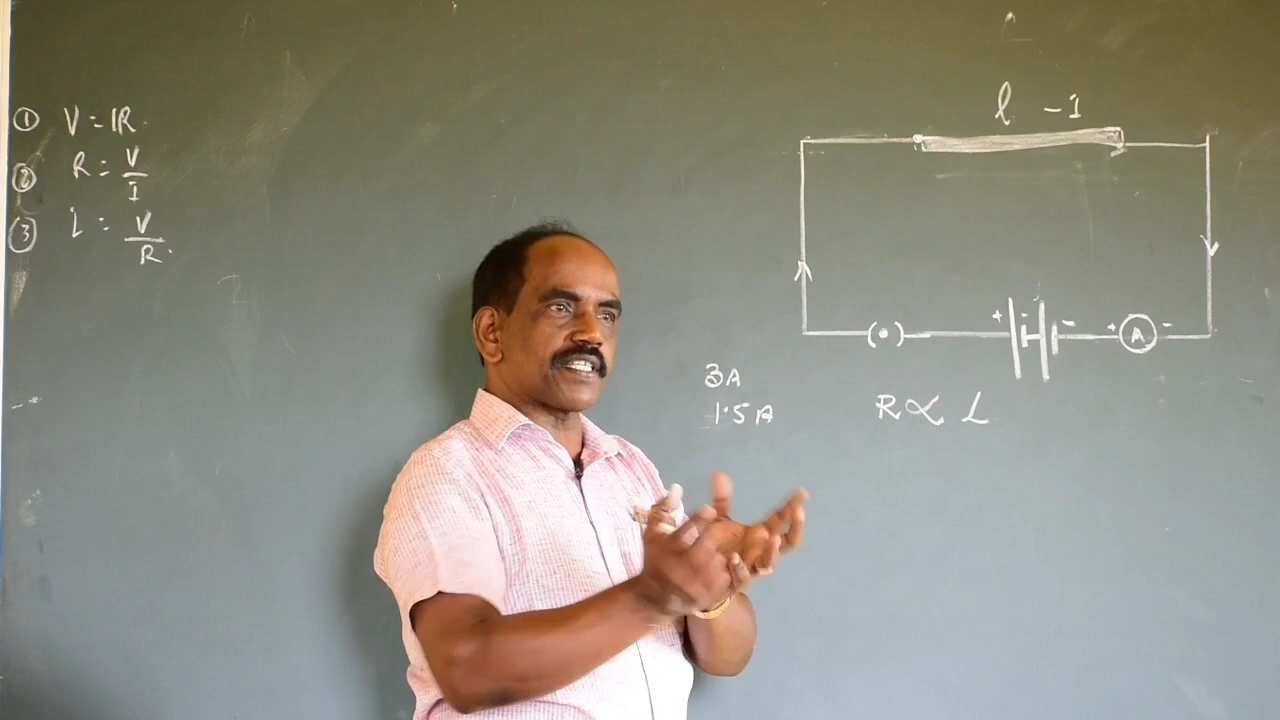 ① V = IR.
② R = V/I
③ i = V/R.
l - 1
+ - -
+ A -
3A
1.5A
R ∝ L